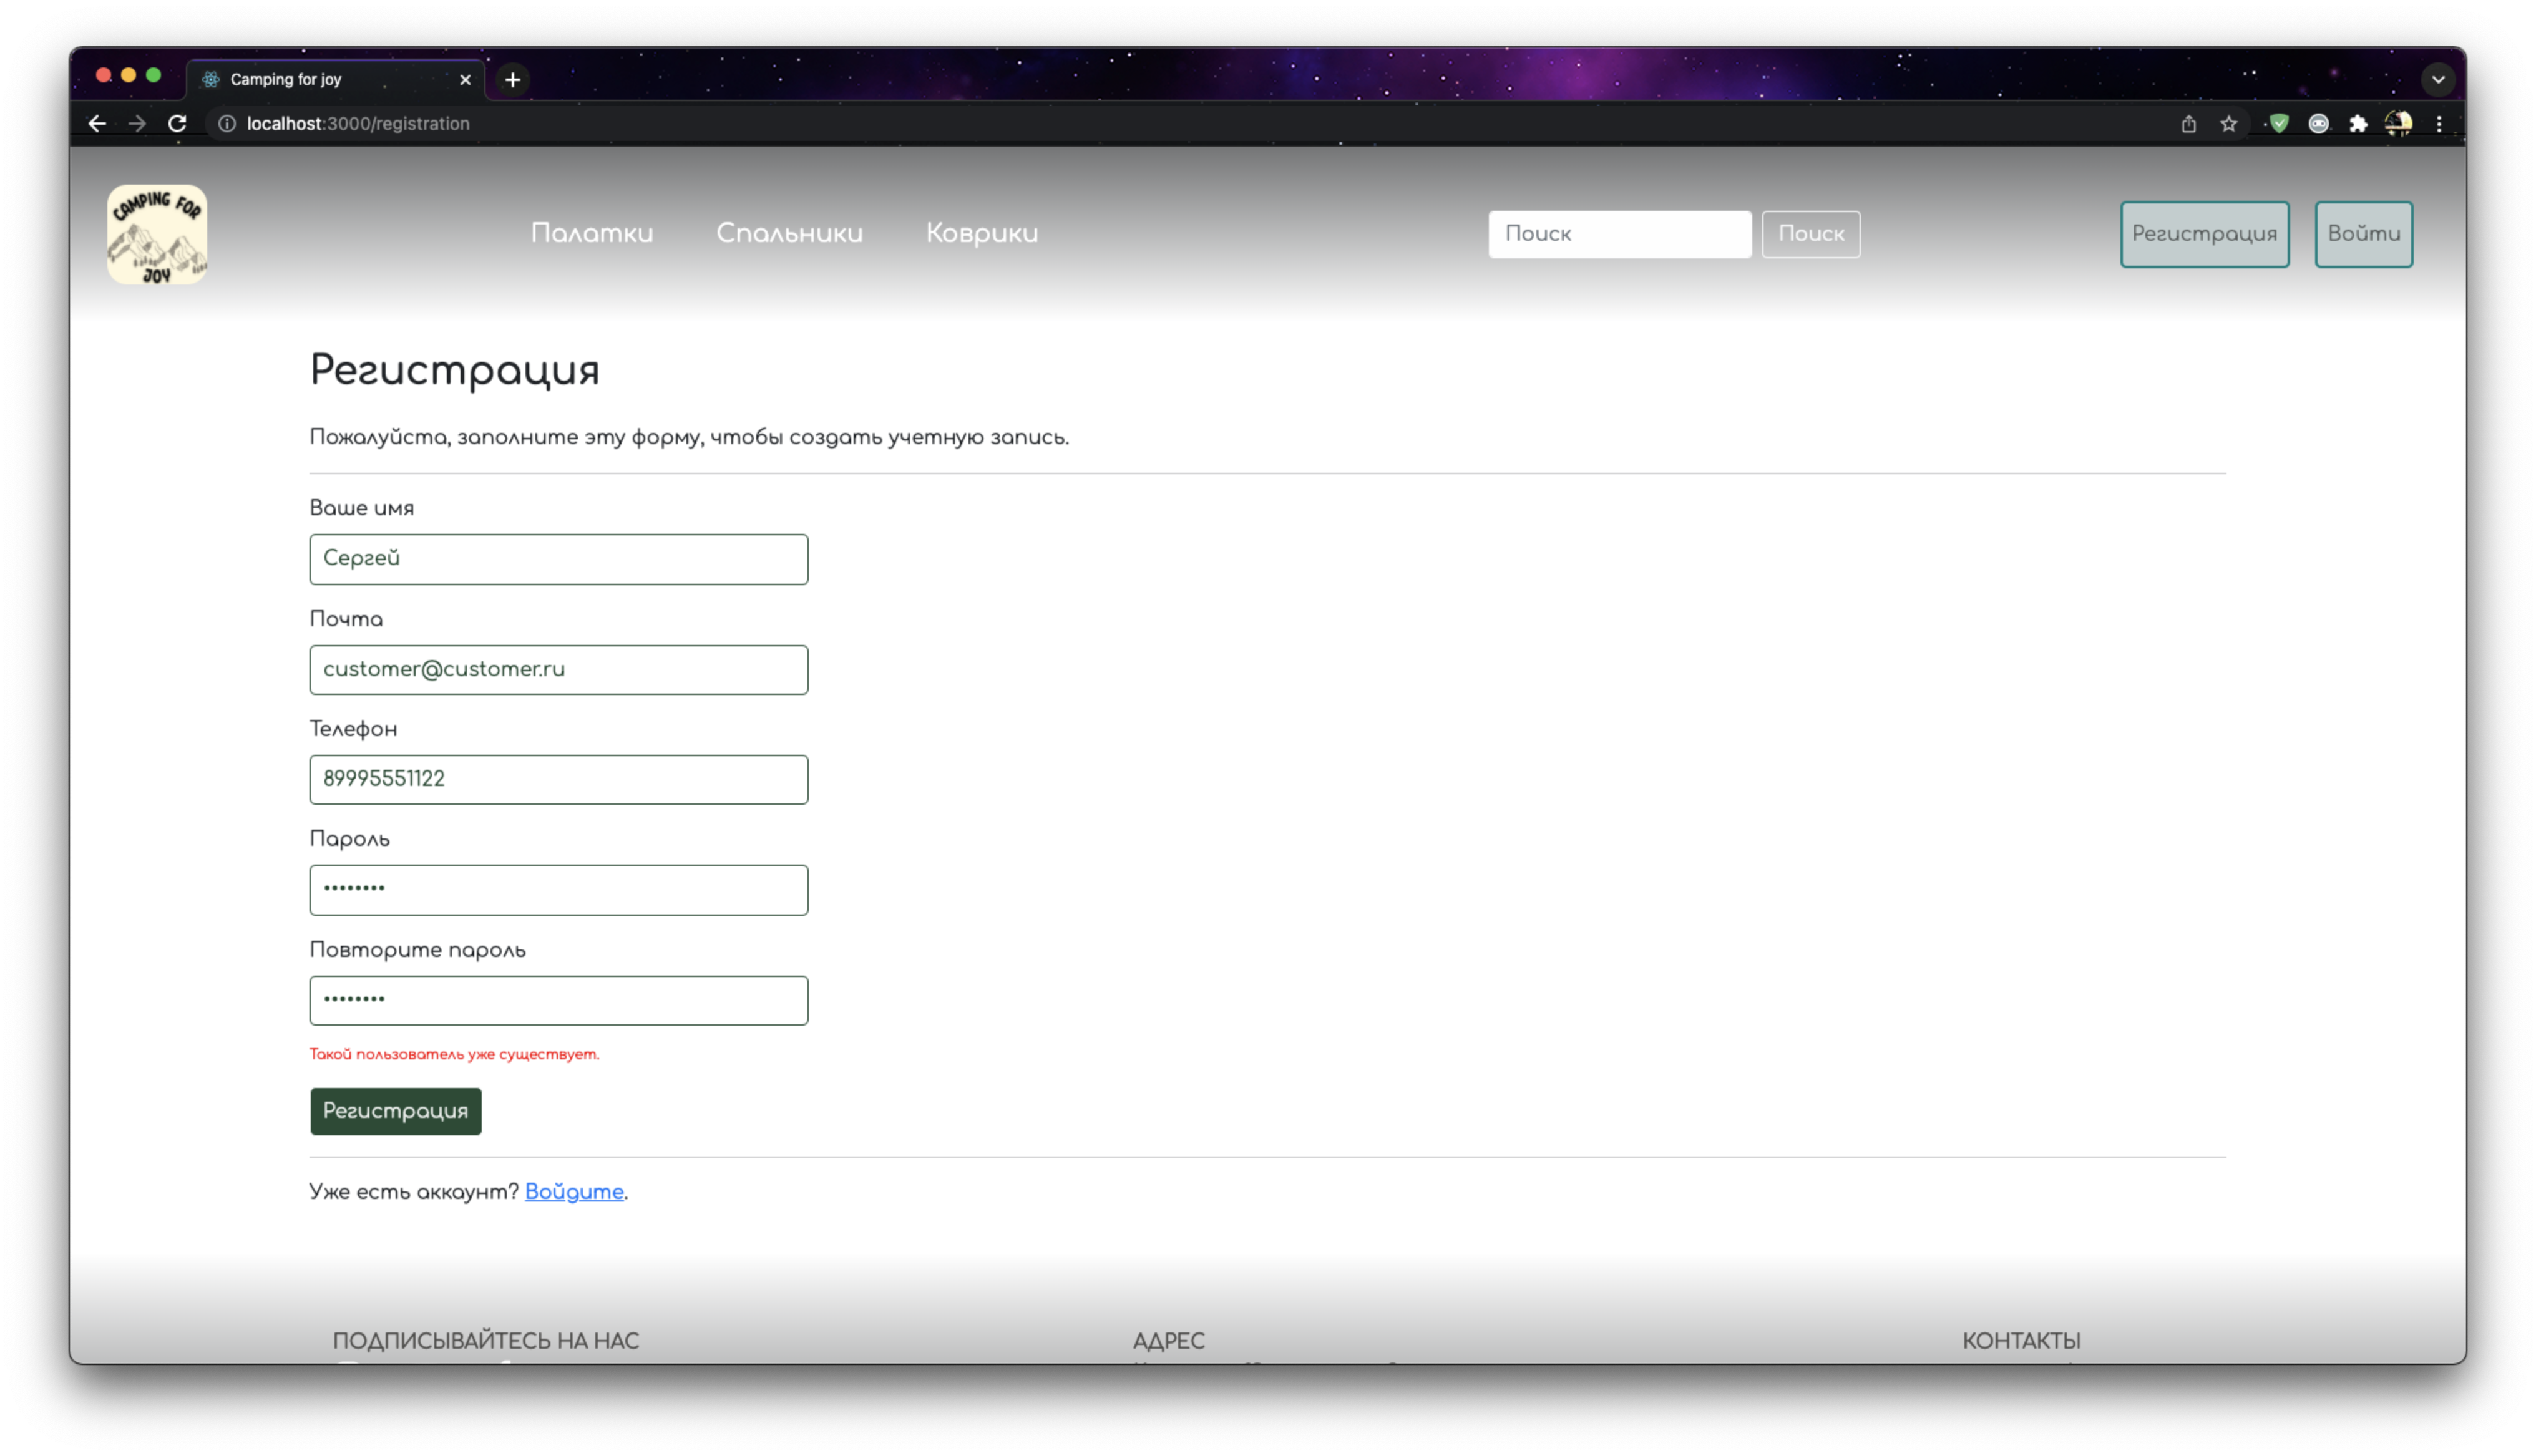 Camping for joy
localhost:3000/registration
CAMPING FOR
JOY
Палатки Спальники Коврики Поиск Поиск Регистрация Войти
Регистрация
Пожалуйста, заполните эту форму, чтобы создать учетную запись.
Ваше имя
Сергей
Почта
customer@customer.ru
Телефон
89995551122
Пароль
••••••••
Повторите пароль
••••••••
Такой пользователь уже существует.
Регистрация
Уже есть аккаунт? Войдите.
ПОДПИСЫВАЙТЕСЬ НА НАС АДРЕС КОНТАКТЫ